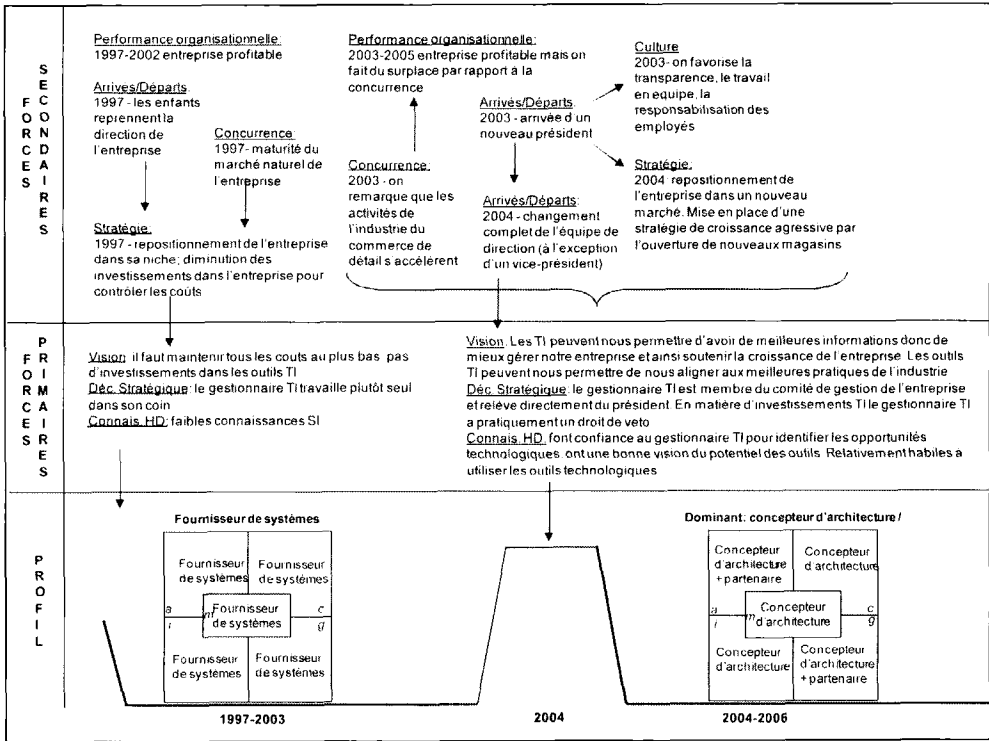 FORCES
SECONDAIRES
Performance organisationnelle:
1997-2002 entreprise profitable
Arrivés/Départs:
1997 - les enfants
reprennent la
direction de
l'entreprise
Concurrence:
1997- maturité du
marché naturel de
l'entreprise
Stratégie:
1997 - repositionnement de l'entreprise
dans sa niche; diminution des
investissements dans l'entreprise pour
contrôler les coûts
Performance organisationnelle:
2003-2005 entreprise profitable mais on
fait du surplace par rapport à la
concurrence
Concurrence:
2003 - on
remarque que les
activités de
l'industrie du
commerce de
détail s'accélèrent
Arrivés/Départs:
2003 - arrivée d'un
nouveau président
Arrivés/Départs:
2004 - changement
complet de l'équipe de
direction (à l'exception
d'un vice-président)
Culture
2003- on favorise la
transparence, le travail
en équipe, la
responsabilisation des
employés
Stratégie:
2004: repositionnement de
l'entreprise dans un nouveau
marché. Mise en place d'une
stratégie de croissance agressive par
l'ouverture de nouveaux magasins
FORCES
PRIMAIRES
Vision: il faut maintenir tous les couts au plus bas pas
d'investissements dans les outils TI
Déc. Stratégique: le gestionnaire TI travaille plutôt seul
dans son coin
Connais. HD: faibles connaissances SI
Vision: Les TI peuvent nous permettre d'avoir de meilleures informations donc de
mieux gérer notre entreprise et ainsi soutenir la croissance de l'entreprise. Les outils
TI peuvent nous permettre de nous aligner aux meilleures pratiques de l'industrie
Déc. Stratégique: le gestionnaire TI est membre du comité de gestion de l'entreprise
et relève directement du président. En matière d'investissements TI le gestionnaire TI
a pratiquement un droit de veto
Connais. HD: font confiance au gestionnaire TI pour identifier les opportunités
technologiques, ont une bonne vision du potentiel des outils. Relativement habiles à
utiliser les outils technologiques
PROFIL
Fournisseur de systèmes
Fournisseur
de systèmes
Fournisseur
de systèmes
a
i
m
Fournisseur
de systèmes
c
g
Fournisseur
de systèmes
Fournisseur
de systèmes
1997-2003
2004
Dominant: concepteur d'architecture /
Concepteur
d'architecture
+ partenaire
Concepteur
d'architecture
a
i
m
Concepteur
d'architecture
c
g
Concepteur
d'architecture
Concepteur
d'architecture
+ partenaire
2004-2006